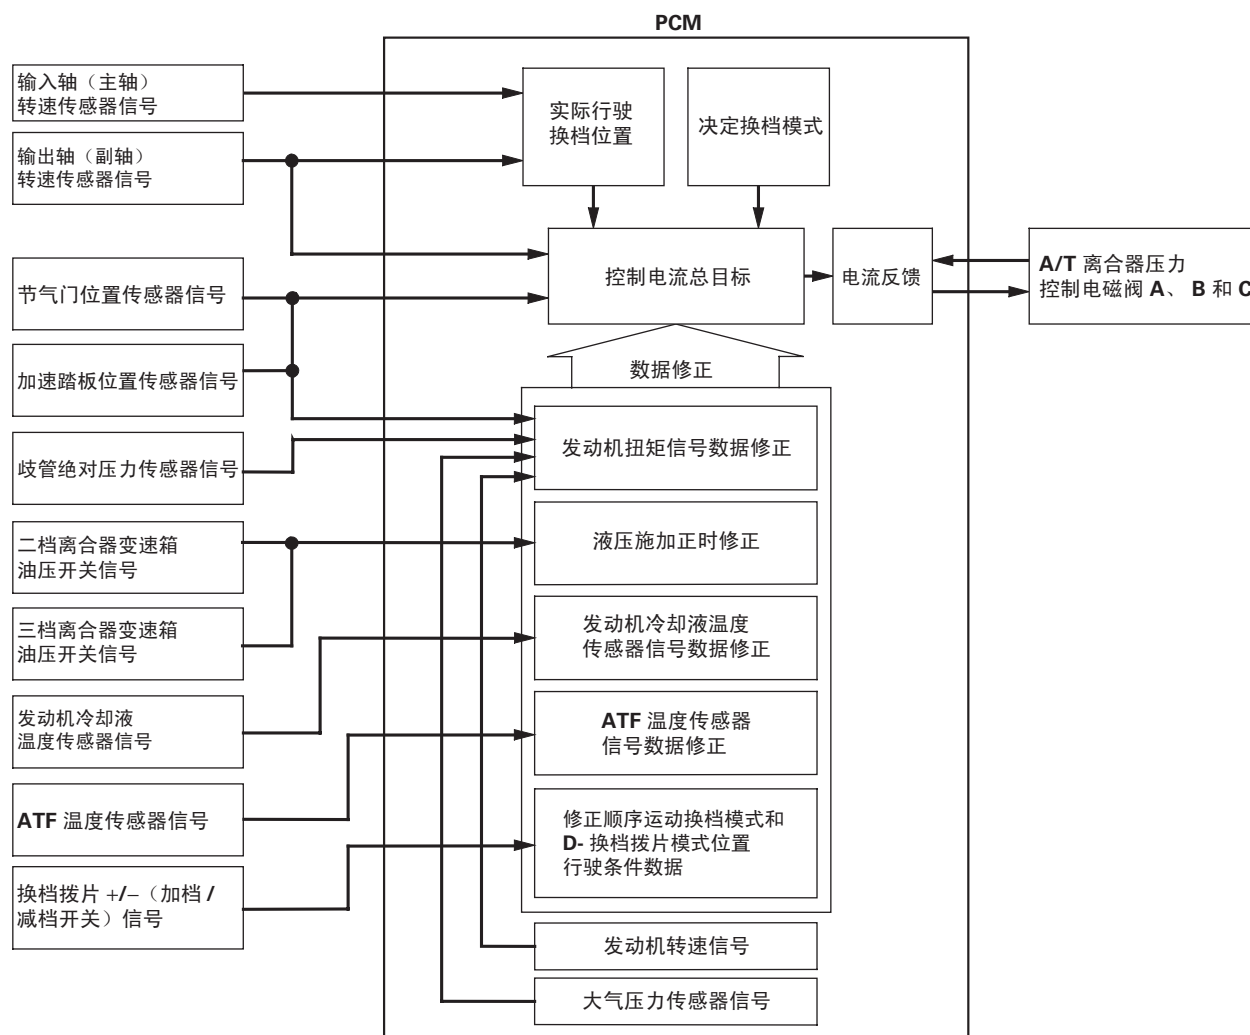 PCM
输入轴（主轴）
转速传感器信号
输出轴（副轴）
转速传感器信号
节气门位置传感器信号
加速踏板位置传感器信号
歧管绝对压力传感器信号
二档离合器变速箱
油压开关信号
三档离合器变速箱
油压开关信号
发动机冷却液
温度传感器信号
ATF 温度传感器信号
换档拨片 +/–（加档 /
减档开关）信号
实际行驶
换档位置
决定换档模式
控制电流总目标
电流反馈
A/T 离合器压力
控制电磁阀 A、 B 和 C
数据修正
发动机扭矩信号数据修正
液压施加正时修正
发动机冷却液温度
传感器信号数据修正
ATF 温度传感器
信号数据修正
修正顺序运动换档模式和
D- 换档拨片模式位置
行驶条件数据
发动机转速信号
大气压力传感器信号